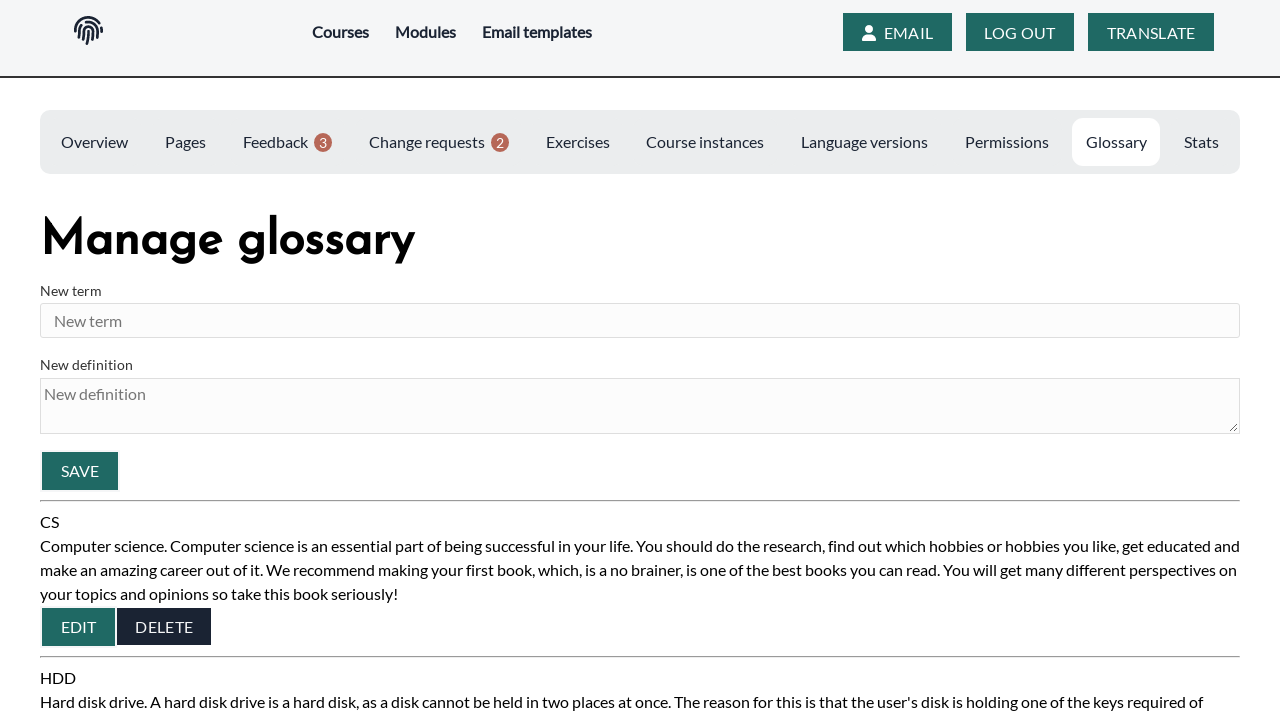 Courses Modules Email templates EMAIL LOG OUT TRANSLATE
Overview Pages Feedback 3 Change requests 2 Exercises Course instances Language versions Permissions Glossary Stats
Manage glossary
New term
New term
New definition
New definition
SAVE
CS
Computer science. Computer science is an essential part of being successful in your life. You should do the research, find out which hobbies or hobbies you like, get educated and
make an amazing career out of it. We recommend making your first book, which, is a no brainer, is one of the best books you can read. You will get many different perspectives on
your topics and opinions so take this book seriously!
EDIT DELETE
HDD
Hard disk drive. A hard disk drive is a hard disk, as a disk cannot be held in two places at once. The reason for this is that the user's disk is holding one of the keys required of